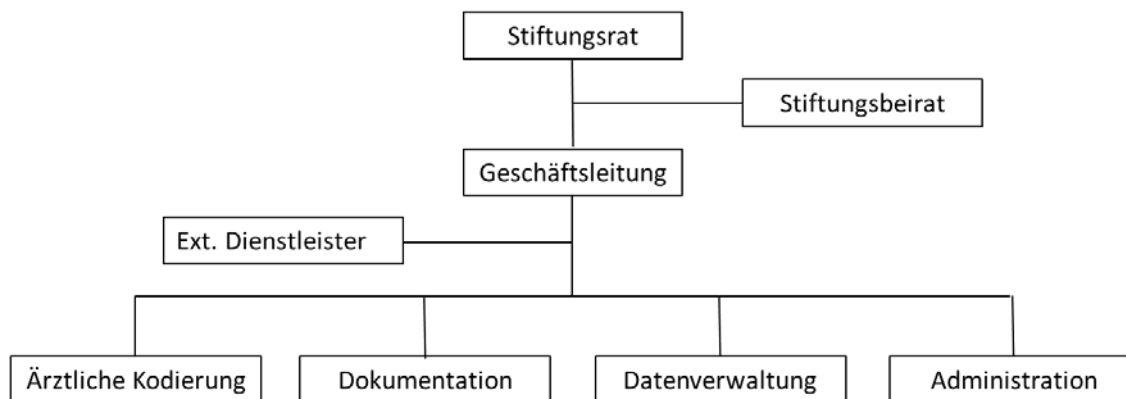 Stiftungsrat
Stiftungsbeirat
Geschäftsleitung
Ext. Dienstleister
Ärztliche Kodierung
Dokumentation
Datenverwaltung
Administration